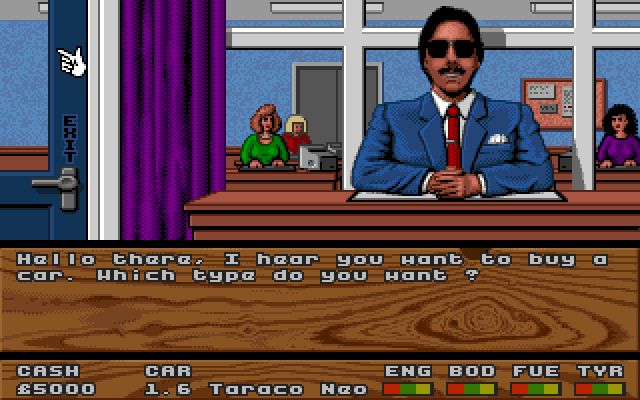 EXIT
Hello there, I hear you want to buy a
car. Which type do you want ?
CASH CAR ENG BOD FUE TYR
£5000 1.6 Taraco Neo